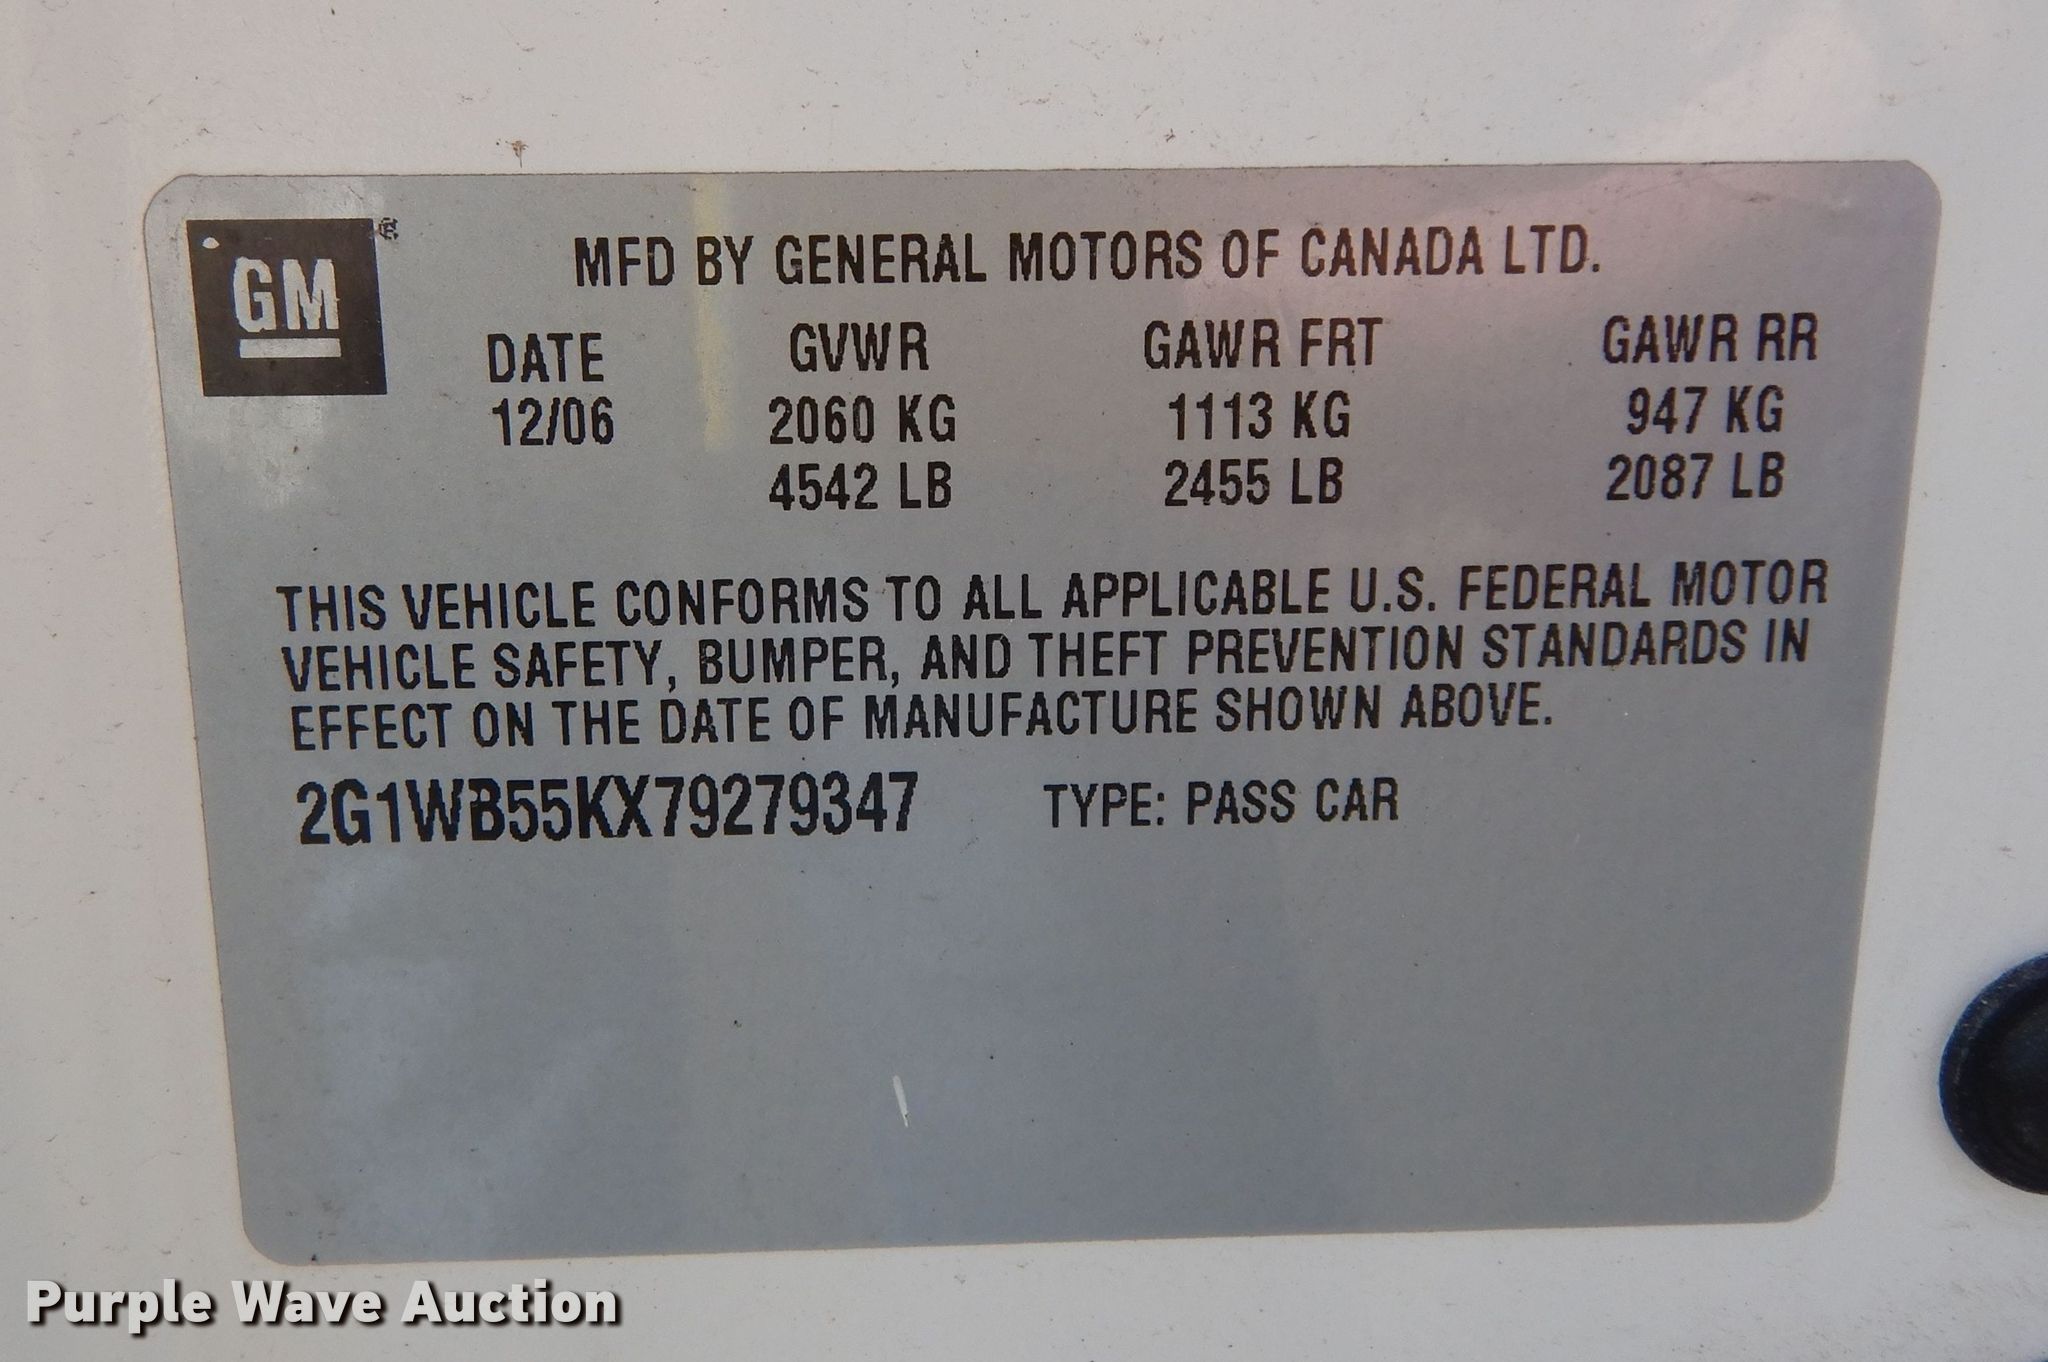 GM ®
MFD BY GENERAL MOTORS OF CANADA LTD.
DATE GVWR GAWR FRT GAWR RR
12/06 2060 KG 1113 KG 947 KG
4542 LB 2455 LB 2087 LB
THIS VEHICLE CONFORMS TO ALL APPLICABLE U.S. FEDERAL MOTOR
VEHICLE SAFETY, BUMPER, AND THEFT PREVENTION STANDARDS IN
EFFECT ON THE DATE OF MANUFACTURE SHOWN ABOVE.
2G1WB55KX79279347 TYPE: PASS CAR
Purple Wave Auction